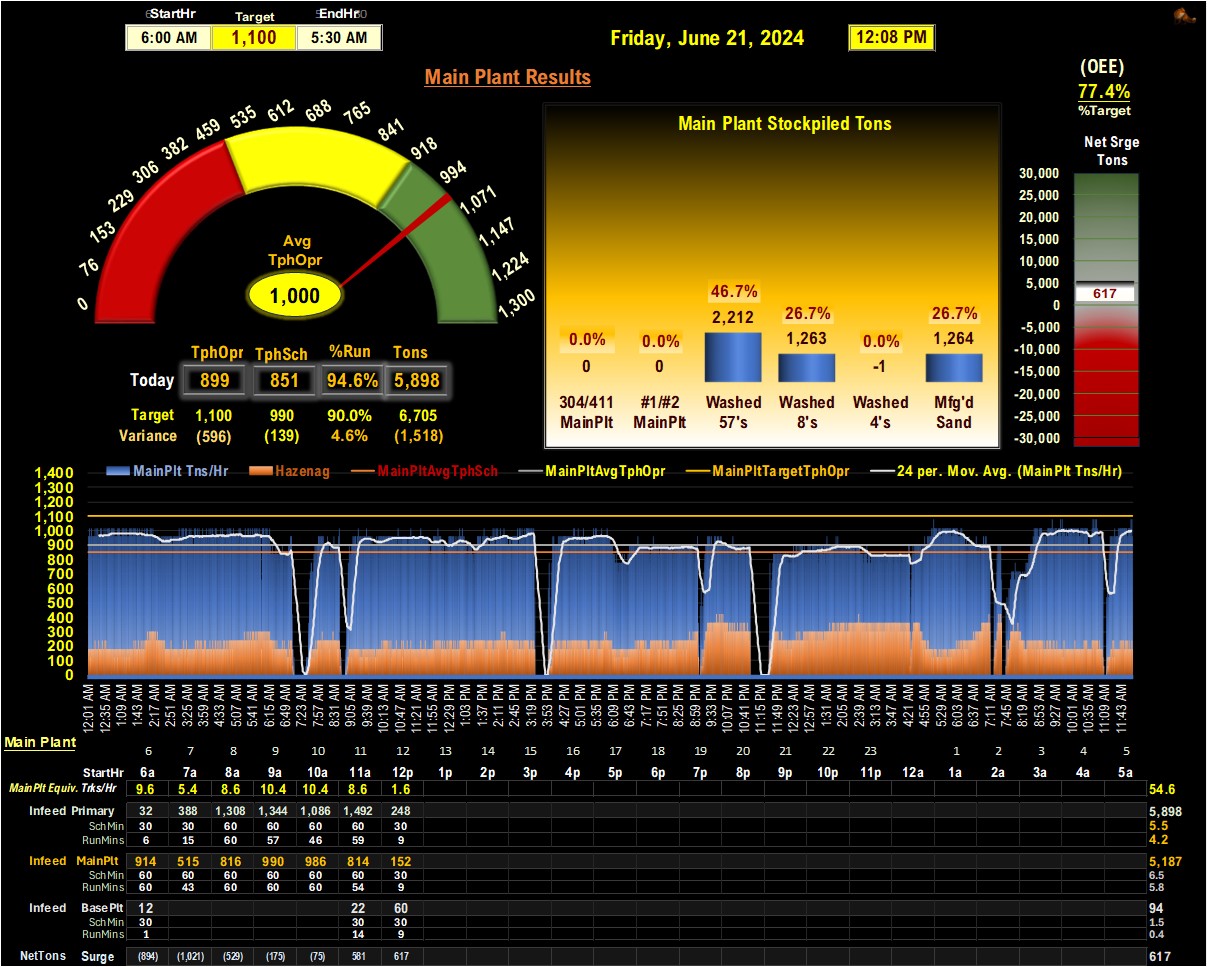 StartHr Target EndHr
6:00 AM 1,100 5:30 AM
Friday, June 21, 2024 12:08 PM
Main Plant Results
(OEE)
77.4%
%Target
Net Srge
Tons
0 76 153 229 306 382 459 535 612 688 765 841 918 994 1,071 1,147 1,224 1,300
Avg
TphOpr
1,000
TphOpr TphSch %Run Tons
Today 899 851 94.6% 5,898
Target 1,100 990 90.0% 6,705
Variance (596) (139) 4.6% (1,518)
Main Plant Stockpiled Tons
0.0% 0.0% 46.7% 26.7% 0.0% 26.7%
0 0 2,212 1,263 -1 1,264
304/411 #1/#2 Washed Washed Washed Mfg'd
MainPlt MainPlt 57's 8's 4's Sand
30,000
25,000
20,000
15,000
10,000
5,000
617
0
-5,000
-10,000
-15,000
-20,000
-25,000
-30,000
MainPlt Tns/Hr Hazenag MainPltAvgTphSch MainPltAvgTphOpr MainPltTargetTphOpr 24 per. Mov. Avg. (MainPlt Tns/Hr)
1,400
1,300
1,200
1,100
1,000
900
800
700
600
500
400
300
200
100
0
12:01 AM 12:35 AM 1:09 AM 1:43 AM 2:17 AM 2:51 AM 3:25 AM 3:59 AM 4:33 AM 5:07 AM 5:41 AM 6:15 AM 6:49 AM 7:23 AM 7:57 AM 8:31 AM 9:05 AM 9:39 AM 10:13 AM 10:47 AM 11:21 AM 11:55 AM 12:29 PM 1:03 PM 1:37 PM 2:11 PM 2:45 PM 3:19 PM 3:53 PM 4:27 PM 5:01 PM 5:35 PM 6:09 PM 6:43 PM 7:17 PM 7:51 PM 8:25 PM 8:59 PM 9:33 PM 10:07 PM 10:41 PM 11:15 PM 11:49 PM 12:23 AM 12:57 AM 1:31 AM 2:05 AM 2:39 AM 3:13 AM 3:47 AM 4:21 AM 4:55 AM 5:29 AM 6:03 AM 6:37 AM 7:11 AM 7:45 AM 8:19 AM 8:53 AM 9:27 AM 10:01 AM 10:35 AM 11:09 AM 11:43 AM
Main Plant
6 7 8 9 10 11 12 13 14 15 16 17 18 19 20 21 22 23 1 2 3 4 5
StartHr 6a 7a 8a 9a 10a 11a 12p 1p 2p 3p 4p 5p 6p 7p 8p 9p 10p 11p 12a 1a 2a 3a 4a 5a
MainPlt Equiv. Trks/Hr 9.6 5.4 8.6 10.4 10.4 8.6 1.6 54.6
Infeed Primary 32 388 1,308 1,344 1,086 1,492 248 5,898
SchMin 30 30 60 60 60 60 30 5.5
RunMins 6 15 60 57 46 59 9 4.2
Infeed MainPlt 914 515 816 990 986 814 152 5,187
SchMin 60 60 60 60 60 60 30 6.5
RunMins 60 43 60 60 60 54 9 5.8
Infeed BasePlt 12 22 60 94
SchMin 30 30 30 1.5
RunMins 1 14 9 0.4
NetTons Surge (894) (1,021) (529) (175) (75) 581 617 617